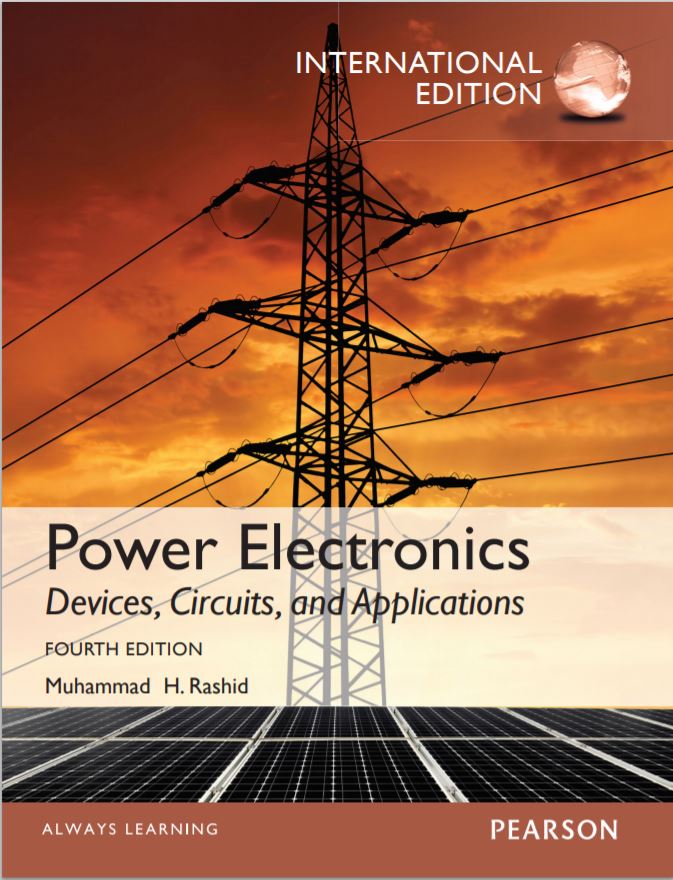 INTERNATIONAL
EDITION
Power Electronics
Devices, Circuits, and Applications
FOURTH EDITION
Muhammad H. Rashid
ALWAYS LEARNING
PEARSON